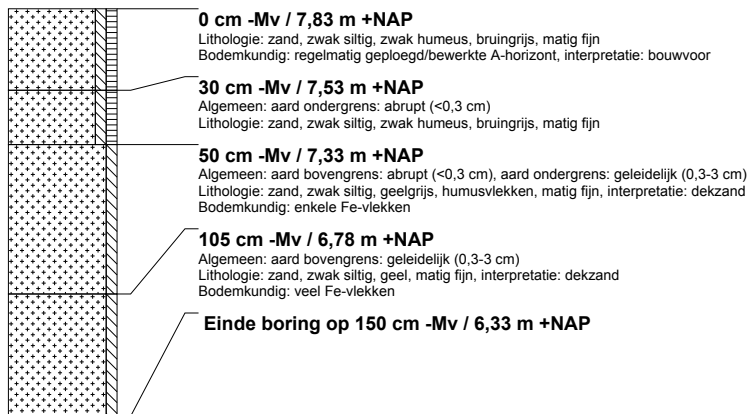 0 cm -Mv / 7,83 m +NAP
Lithologie: zand, zwak siltig, zwak humeus, bruingrijs, matig fijn
Bodemkundig: regelmatig geploegd/bewerkte A-horizont, interpretatie: bouwvoor
30 cm -Mv / 7,53 m +NAP
Algemeen: aard ondergrens: abrupt (<0,3 cm)
Lithologie: zand, zwak siltig, zwak humeus, bruingrijs, matig fijn
50 cm -Mv / 7,33 m +NAP
Algemeen: aard bovengrens: abrupt (<0,3 cm), aard ondergrens: geleidelijk (0,3-3 cm)
Lithologie: zand, zwak siltig, geelgrijs, humusvlekken, matig fijn, interpretatie: dekzand
Bodemkundig: enkele Fe-vlekken
105 cm -Mv / 6,78 m +NAP
Algemeen: aard bovengrens: geleidelijk (0,3-3 cm)
Lithologie: zand, zwak siltig, geel, matig fijn, interpretatie: dekzand
Bodemkundig: veel Fe-vlekken
Einde boring op 150 cm -Mv / 6,33 m +NAP